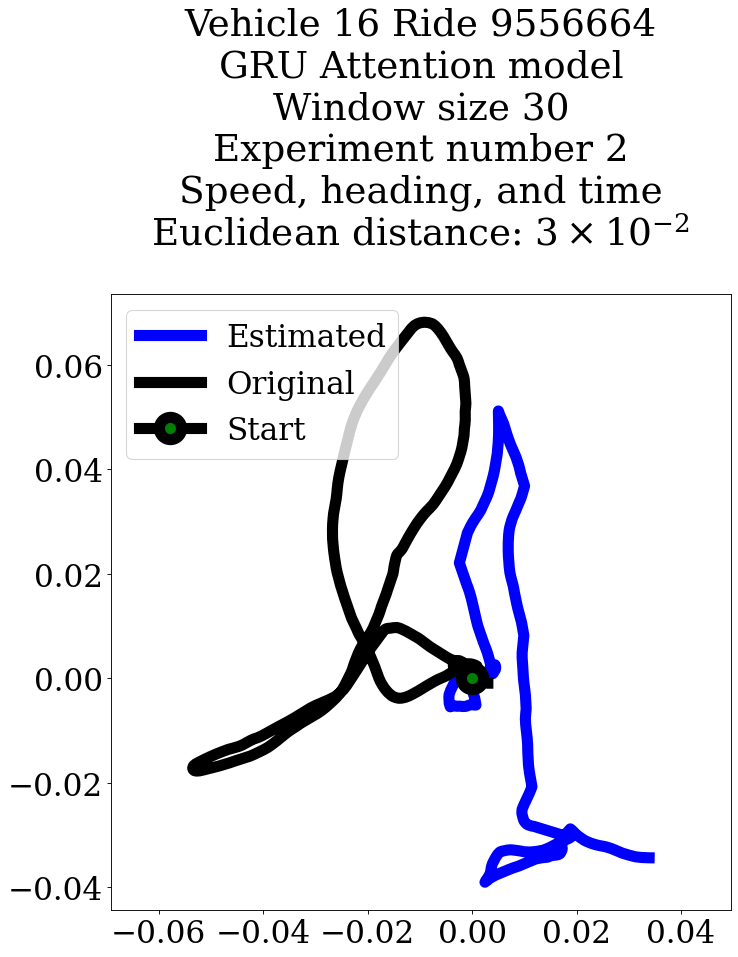 Vehicle 16 Ride 9556664
GRU Attention model
Window size 30
Experiment number 2
Speed, heading, and time
Euclidean distance: 3 × 10⁻²
Estimated
Original
Start
0.06
0.04
0.02
0.00
−0.02
−0.04
−0.06 −0.04 −0.02 0.00 0.02 0.04